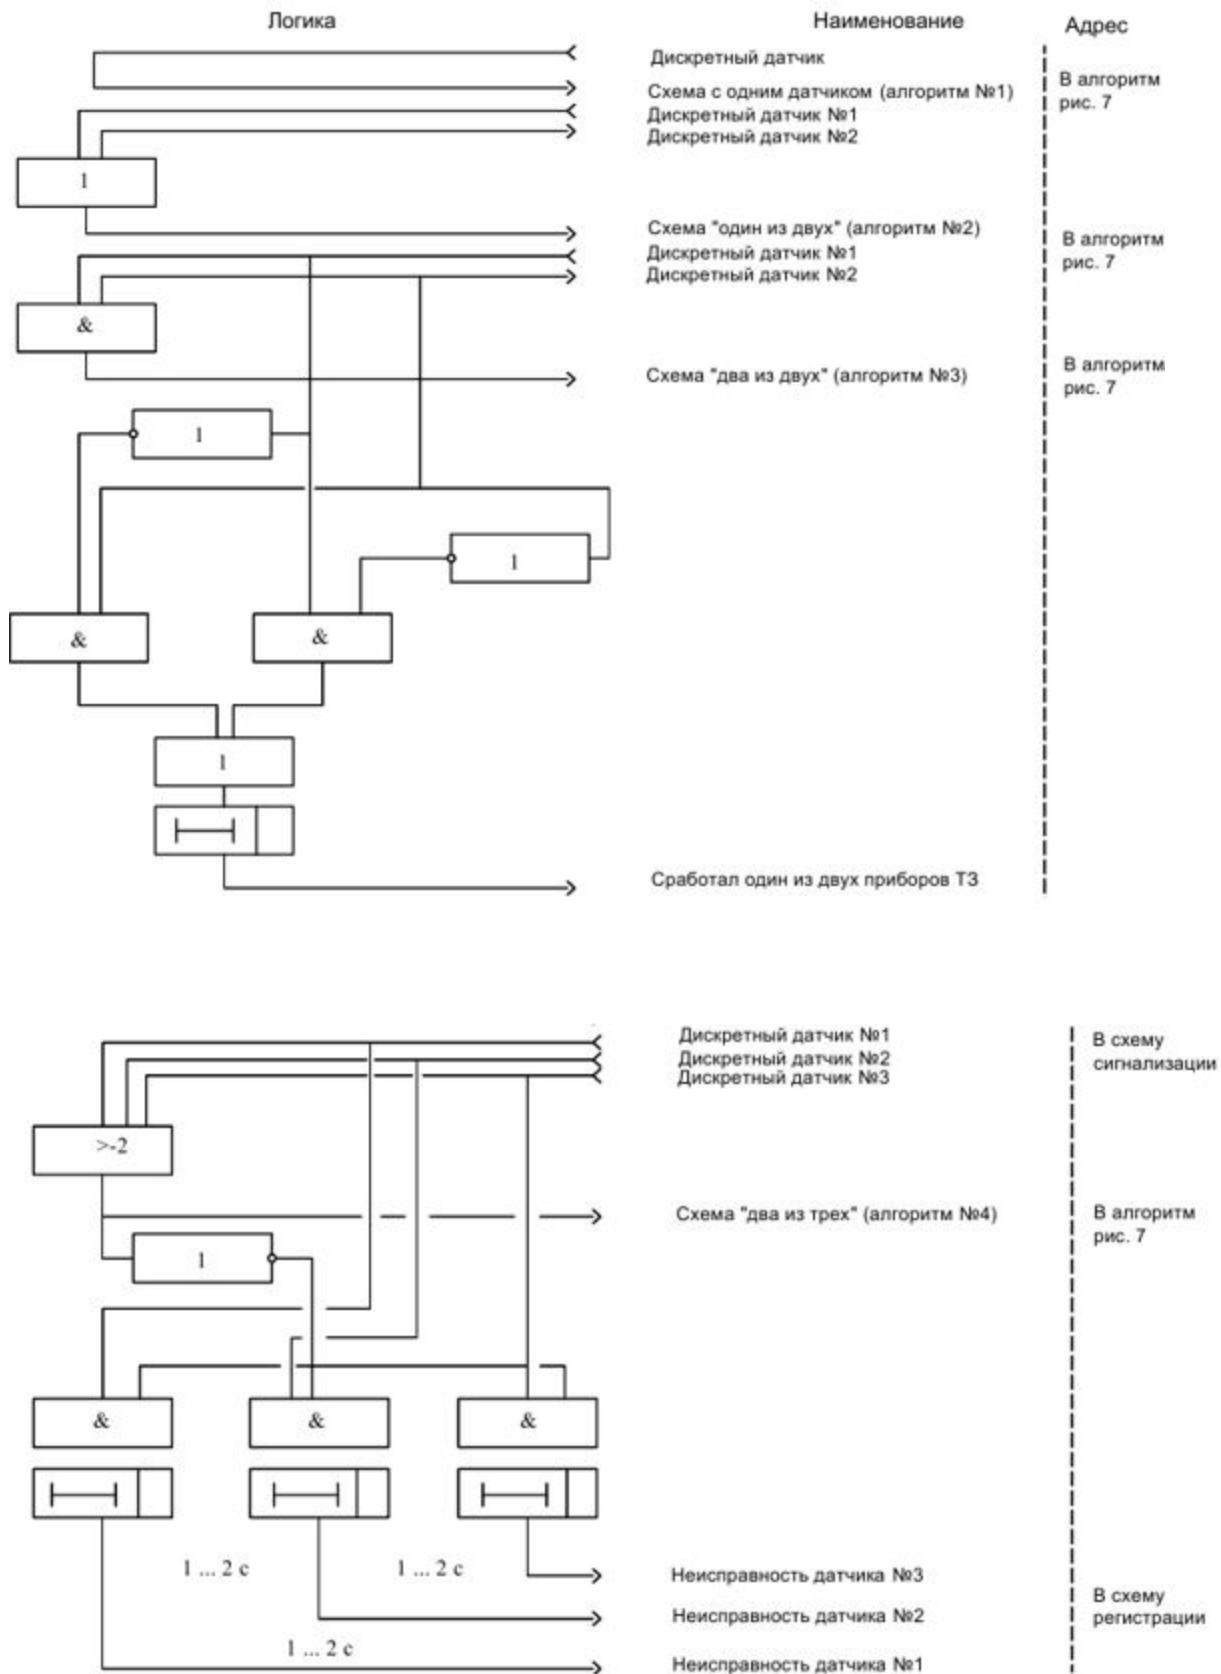 Логика Наименование Адрес
Дискретный датчик
Схема с одним датчиком (алгоритм №1)
В алгоритм
рис. 7
Дискретный датчик №1
Дискретный датчик №2
1
Схема "один из двух" (алгоритм №2)
В алгоритм
рис. 7
Дискретный датчик №1
Дискретный датчик №2
&
Схема "два из двух" (алгоритм №3)
В алгоритм
рис. 7
1
1
& &
1
Сработал один из двух приборов ТЗ
Дискретный датчик №1
Дискретный датчик №2
Дискретный датчик №3
В схему
сигнализации
>-2
Схема "два из трех" (алгоритм №4)
В алгоритм
рис. 7
1
& & &
1 ... 2 с 1 ... 2 с
Неисправность датчика №3
Неисправность датчика №2
В схему
регистрации
1 ... 2 с
Неисправность датчика №1